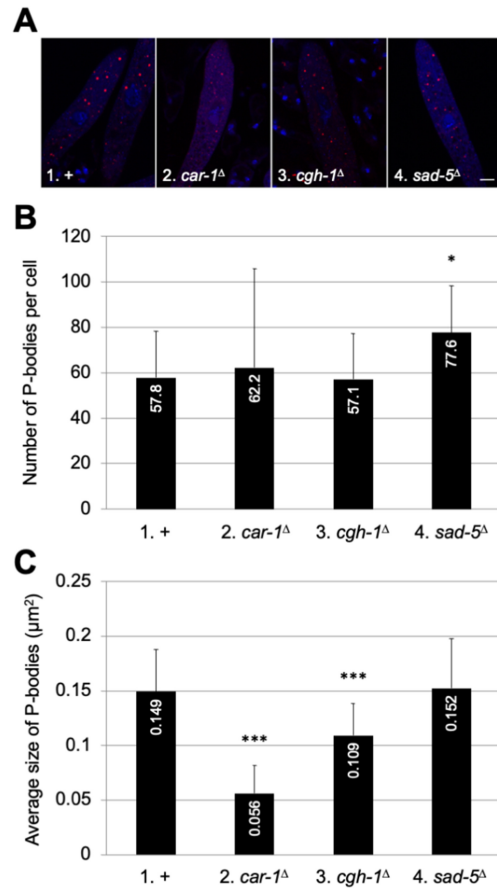 A
1. +
2. car-1Δ
3. cgh-1Δ
4. sad-5Δ
B
Number of P-bodies per cell
120
100
80
60
40
20
0
*
57.8
62.2
57.1
77.6
1. +
2. car-1Δ
3. cgh-1Δ
4. sad-5Δ
C
Average size of P-bodies (µm²)
0.25
0.2
0.15
0.1
0.05
0
***
***
0.149
0.056
0.109
0.152
1. +
2. car-1Δ
3. cgh-1Δ
4. sad-5Δ